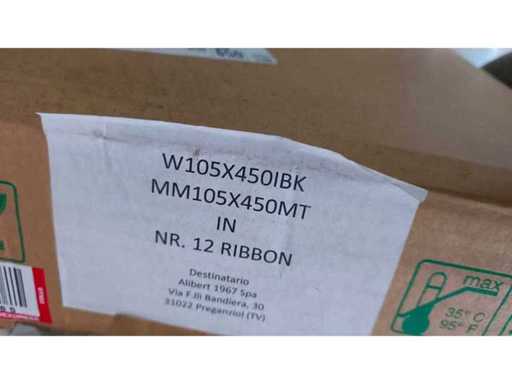 W105X450IBK
MM105X450MT
IN
NR. 12 RIBBON
Destinatario
Alibert 1967 Spa
Via F.lli Bandiera, 30
31022 Preganziol (TV)
max
35° C
95° F